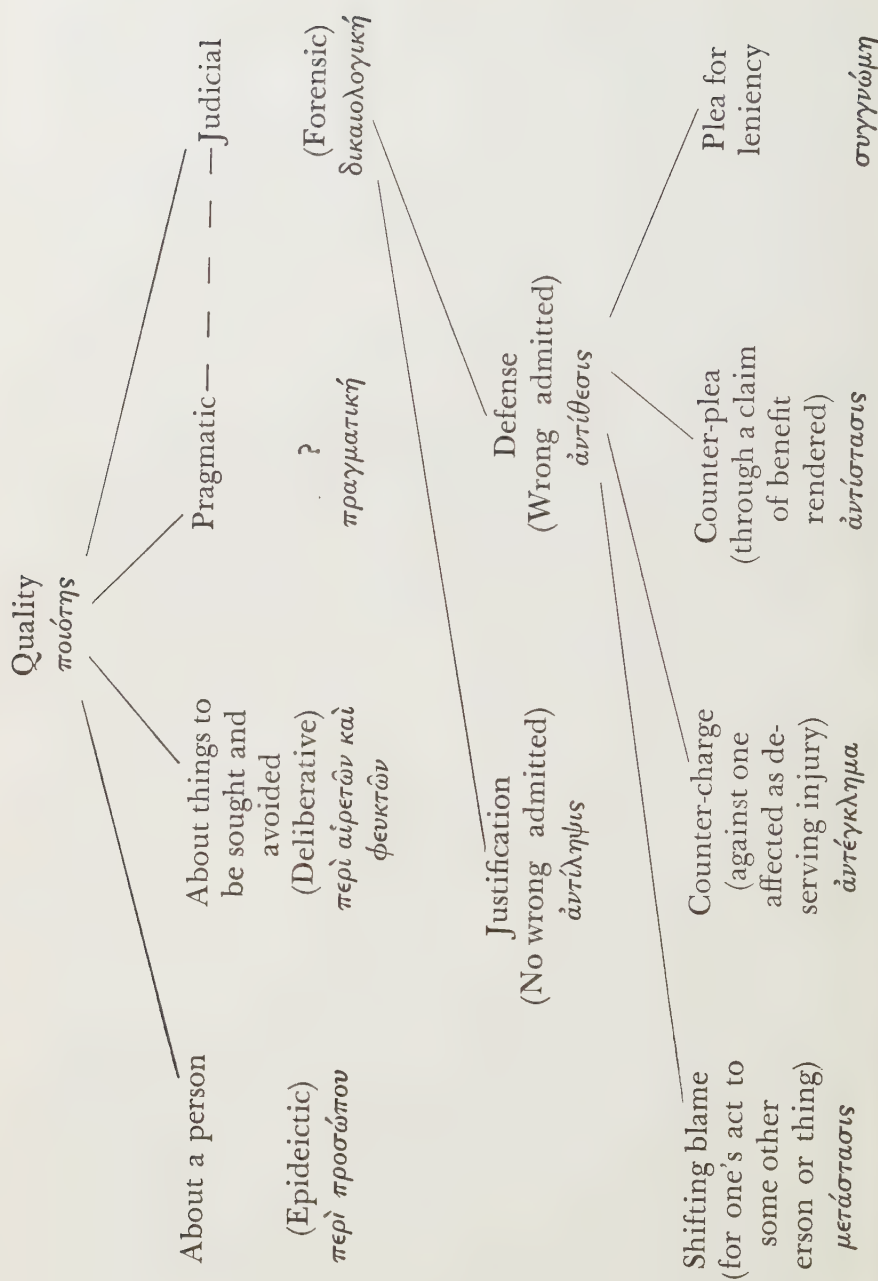 Quality
ποιότης
About a person
(Epideictic)
περὶ προσώπου
About things to
be sought and
avoided
(Deliberative)
περὶ αἱρετῶν καὶ
φευκτῶν
Pragmatic — — — — Judicial
?
πραγματική
(Forensic)
δικαιολογική
Justification
(No wrong admitted)
ἀντίληψις
Defense
(Wrong admitted)
ἀντίθεσις
Shifting blame
(for one's act to
some other
erson or thing)
μετάστασις
Counter-charge
(against one
affected as de-
serving injury)
ἀντέγκλημα
Counter-plea
(through a claim
of benefit
rendered)
ἀντίστασις
Plea for
leniency
συγγνώμη